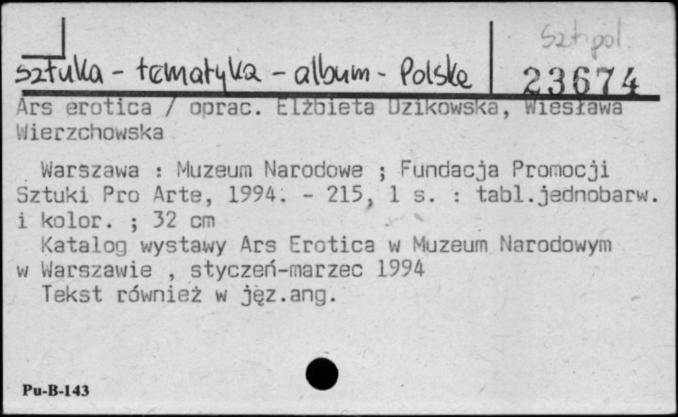 Szt. pol.
sztuka - tematyka - album - Polska
23674
Ars erotica / oprac. Elżbieta Dzikowska, Wiesława
Wierzchowska
Warszawa : Muzeum Narodowe ; Fundacja Promocji
Sztuki Pro Arte, 1994. - 215, 1 s. : tabl.jednobarw.
i kolor. ; 32 cm
Katalog wystawy Ars Erotica w Muzeum Narodowym
w Warszawie , styczeń-marzec 1994
Tekst również w jęz.ang.
Pu-B-143